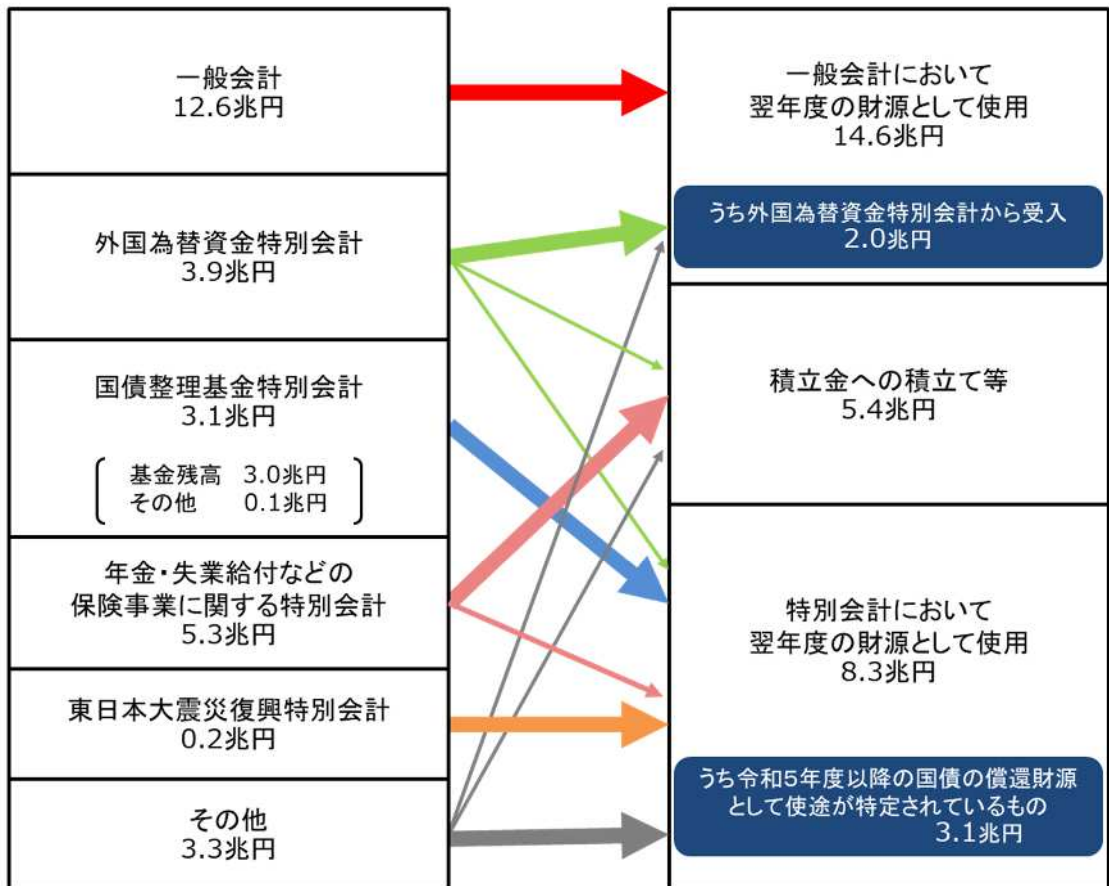 一般会計
12.6兆円
外国為替資金特別会計
3.9兆円
国債整理基金特別会計
3.1兆円
基金残高 3.0兆円
その他 0.1兆円
年金・失業給付などの
保険事業に関する特別会計
5.3兆円
東日本大震災復興特別会計
0.2兆円
その他
3.3兆円
一般会計において
翌年度の財源として使用
14.6兆円
うち外国為替資金特別会計から受入
2.0兆円
積立金への積立て等
5.4兆円
特別会計において
翌年度の財源として使用
8.3兆円
うち令和5年度以降の国債の償還財源
として使途が特定されているもの
3.1兆円